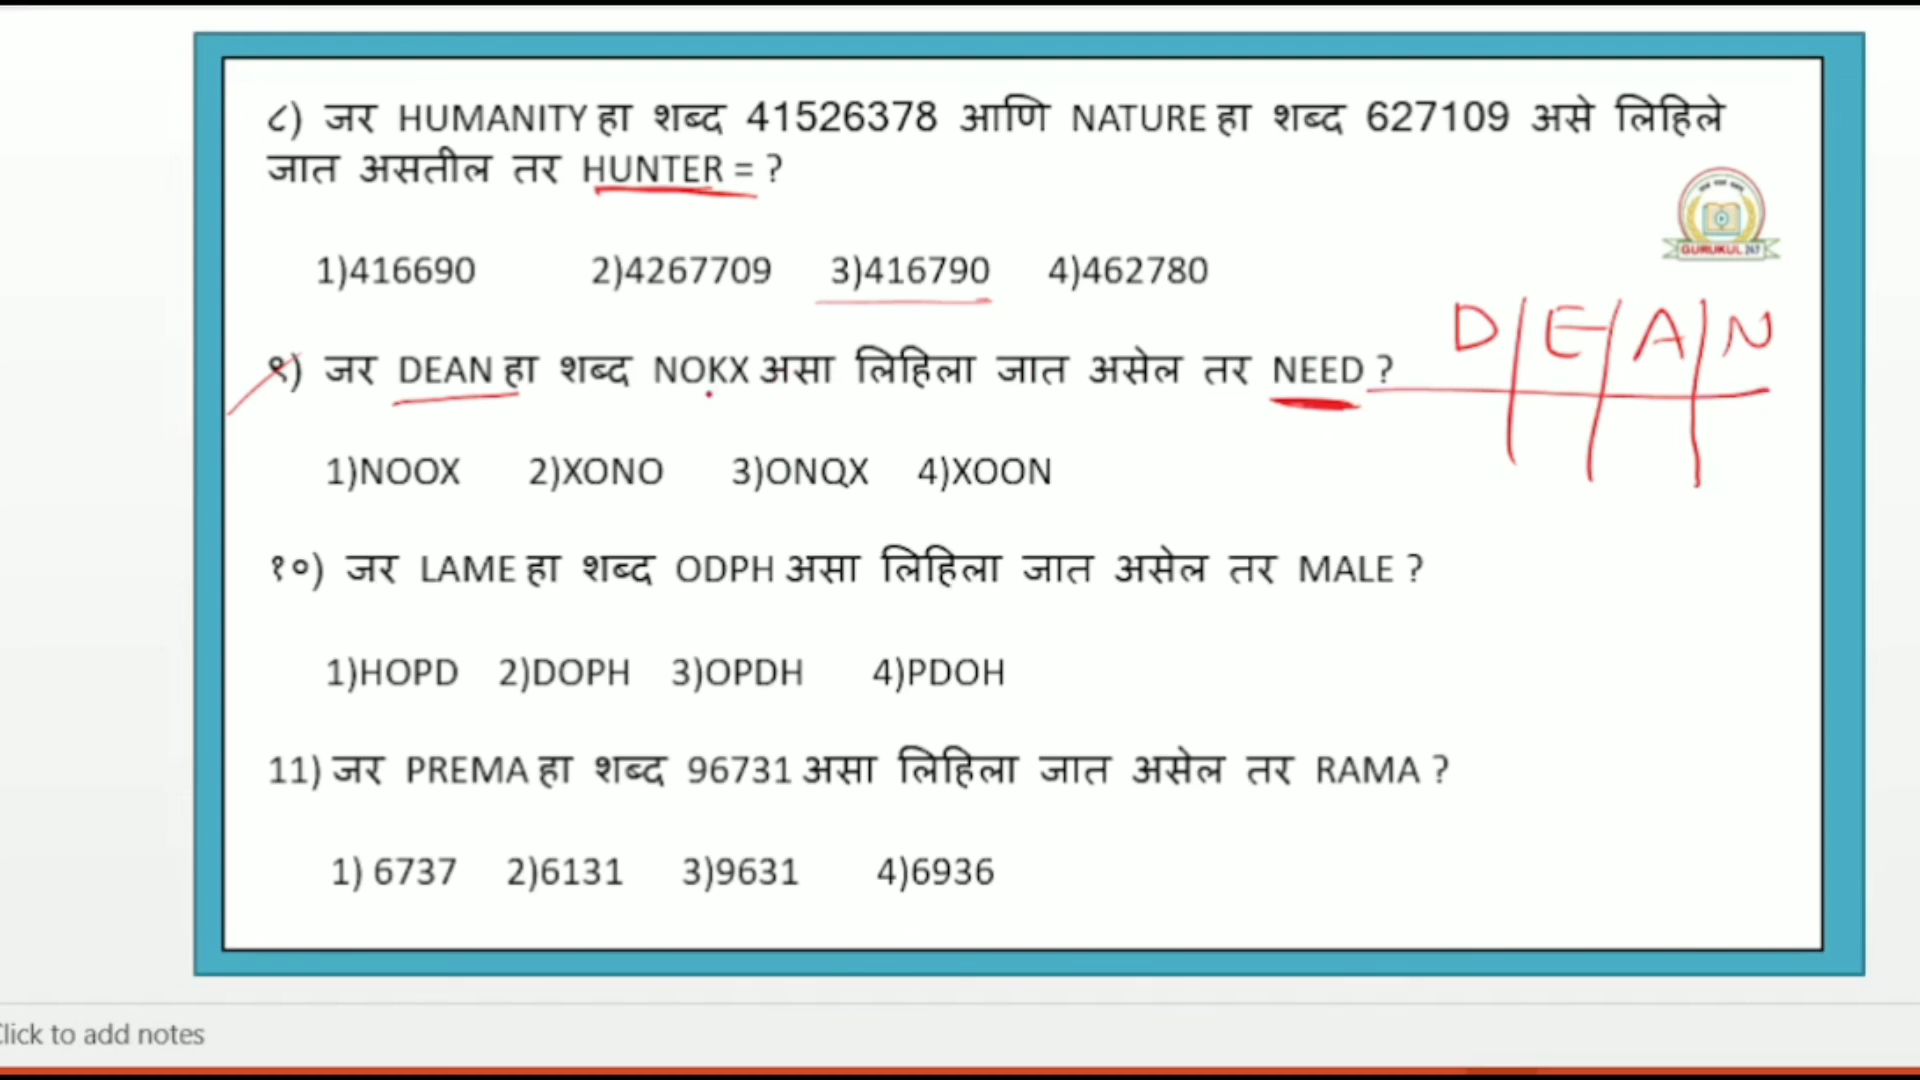 ८) जर HUMANITY हा शब्द 41526378 आणि NATURE हा शब्द 627109 असे लिहिले
जात असतील तर HUNTER = ?
GURUKUL 24x7
1)416690 2)4267709 3)416790 4)462780
D E A N
९) जर DEAN हा शब्द NOKX असा लिहिला जात असेल तर NEED ?
1)NOOX 2)XONO 3)ONQX 4)XOON
१०) जर LAME हा शब्द ODPH असा लिहिला जात असेल तर MALE ?
1)HOPD 2)DOPH 3)OPDH 4)PDOH
11) जर PREMA हा शब्द 96731 असा लिहिला जात असेल तर RAMA ?
1) 6737 2)6131 3)9631 4)6936
Click to add notes